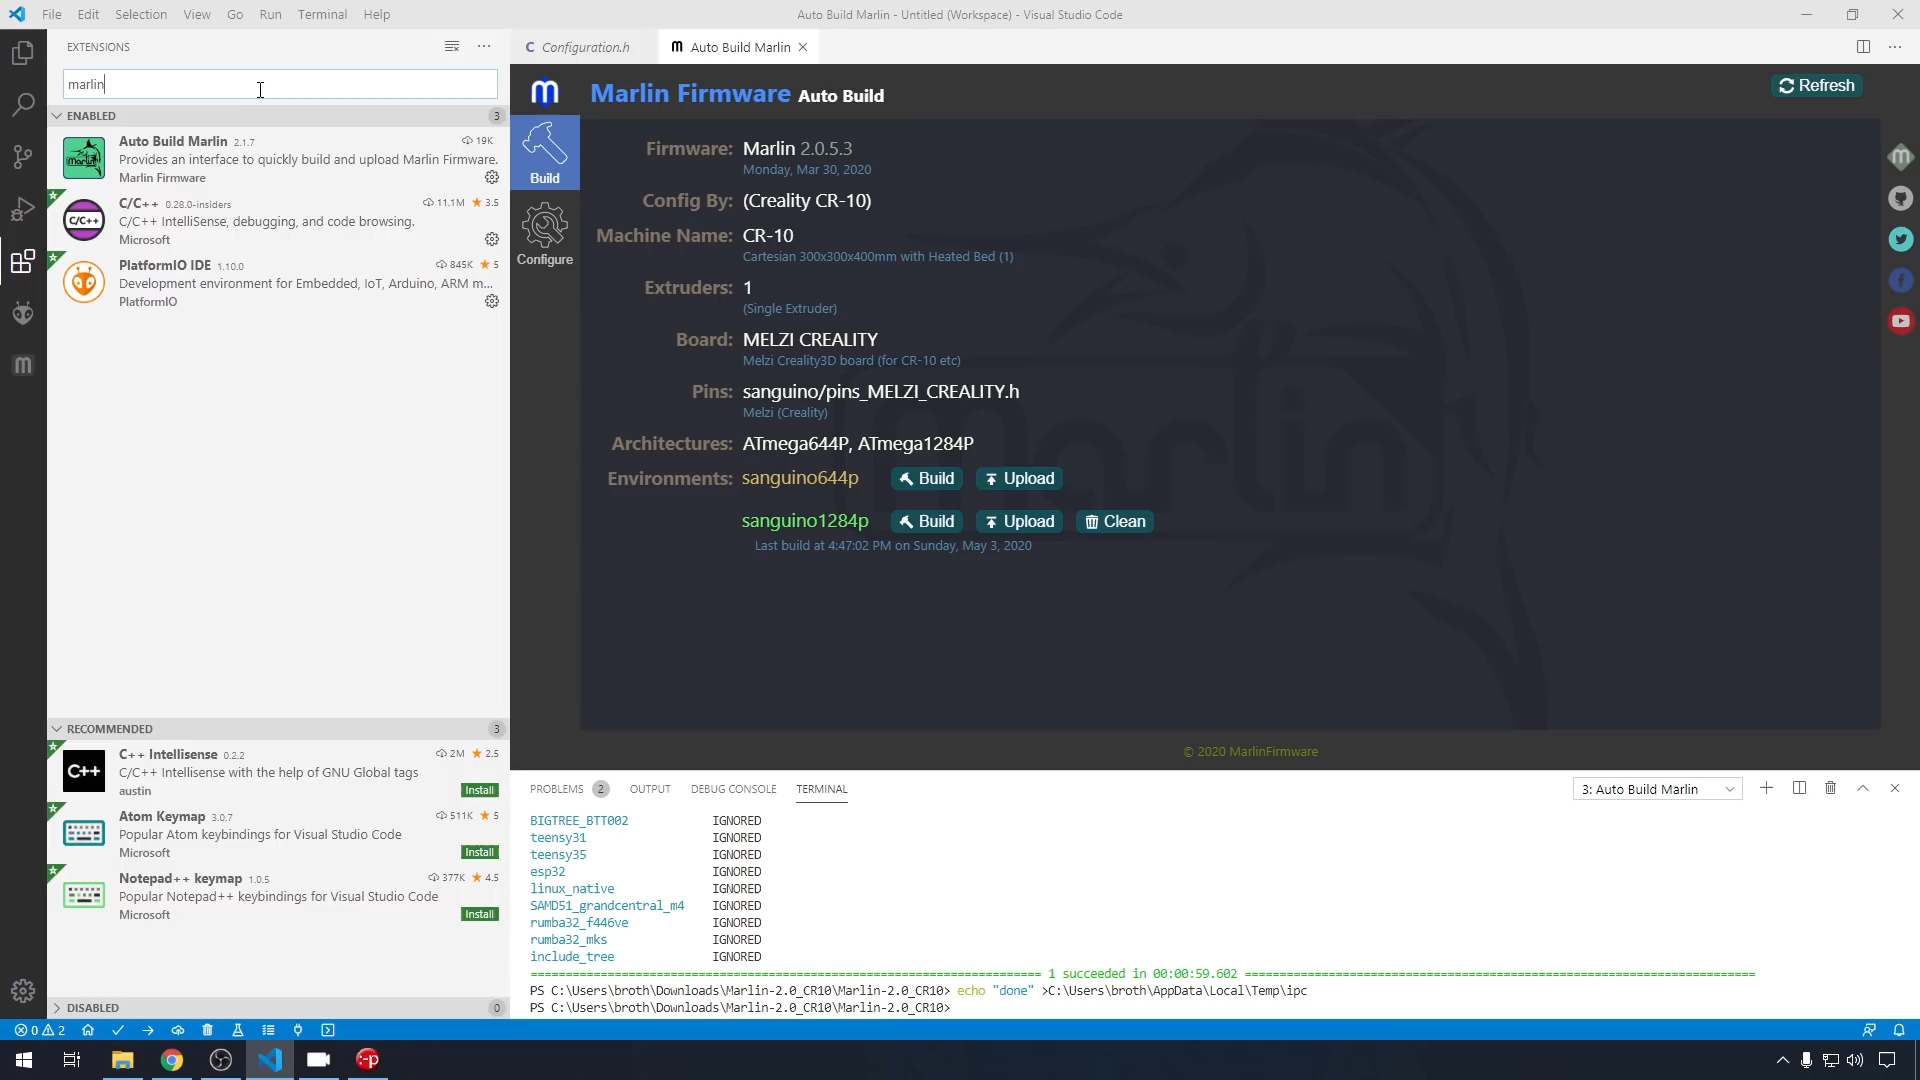 File Edit Selection View Go Run Terminal Help
Auto Build Marlin - Untitled (Workspace) - Visual Studio Code
EXTENSIONS
marlin
ENABLED 3
Auto Build Marlin 2.1.7 19K
Provides an interface to quickly build and upload Marlin Firmware.
Marlin Firmware
C/C++
C/C++ 0.28.0-insiders 11.1M 3.5
C/C++ IntelliSense, debugging, and code browsing.
Microsoft
PlatformIO IDE 1.10.0 845K 5
Development environment for Embedded, IoT, Arduino, ARM m...
PlatformIO
RECOMMENDED 3
C++
C++ Intellisense 0.2.2 2M 2.5
C/C++ Intellisense with the help of GNU Global tags
austin Install
Atom Keymap 3.0.7 511K 5
Popular Atom keybindings for Visual Studio Code
Microsoft Install
Notepad++ keymap 1.0.5 377K 4.5
Popular Notepad++ keybindings for Visual Studio Code
Microsoft Install
DISABLED 0
C Configuration.h
Auto Build Marlin
Marlin Firmware Auto Build
Refresh
Build
Configure
Firmware: Marlin 2.0.5.3
Monday, Mar 30, 2020
Config By: (Creality CR-10)
Machine Name: CR-10
Cartesian 300x300x400mm with Heated Bed (1)
Extruders: 1
(Single Extruder)
Board: MELZI CREALITY
Melzi Creality3D board (for CR-10 etc)
Pins: sanguino/pins_MELZI_CREALITY.h
Melzi (Creality)
Architectures: ATmega644P, ATmega1284P
Environments: sanguino644p Build Upload
sanguino1284p Build Upload Clean
Last build at 4:47:02 PM on Sunday, May 3, 2020
© 2020 MarlinFirmware
PROBLEMS 2 OUTPUT DEBUG CONSOLE TERMINAL
3: Auto Build Marlin
BIGTREE_BTT002 IGNORED
teensy31 IGNORED
teensy35 IGNORED
esp32 IGNORED
linux_native IGNORED
SAMD51_grandcentral_m4 IGNORED
rumba32_f446ve IGNORED
rumba32_mks IGNORED
include_tree IGNORED
1 succeeded in 00:00:59.602
PS C:\Users\broth\Downloads\Marlin-2.0_CR10\Marlin-2.0_CR10> echo "done" >C:\Users\broth\AppData\Local\Temp\ipc
PS C:\Users\broth\Downloads\Marlin-2.0_CR10\Marlin-2.0_CR10>
0 2